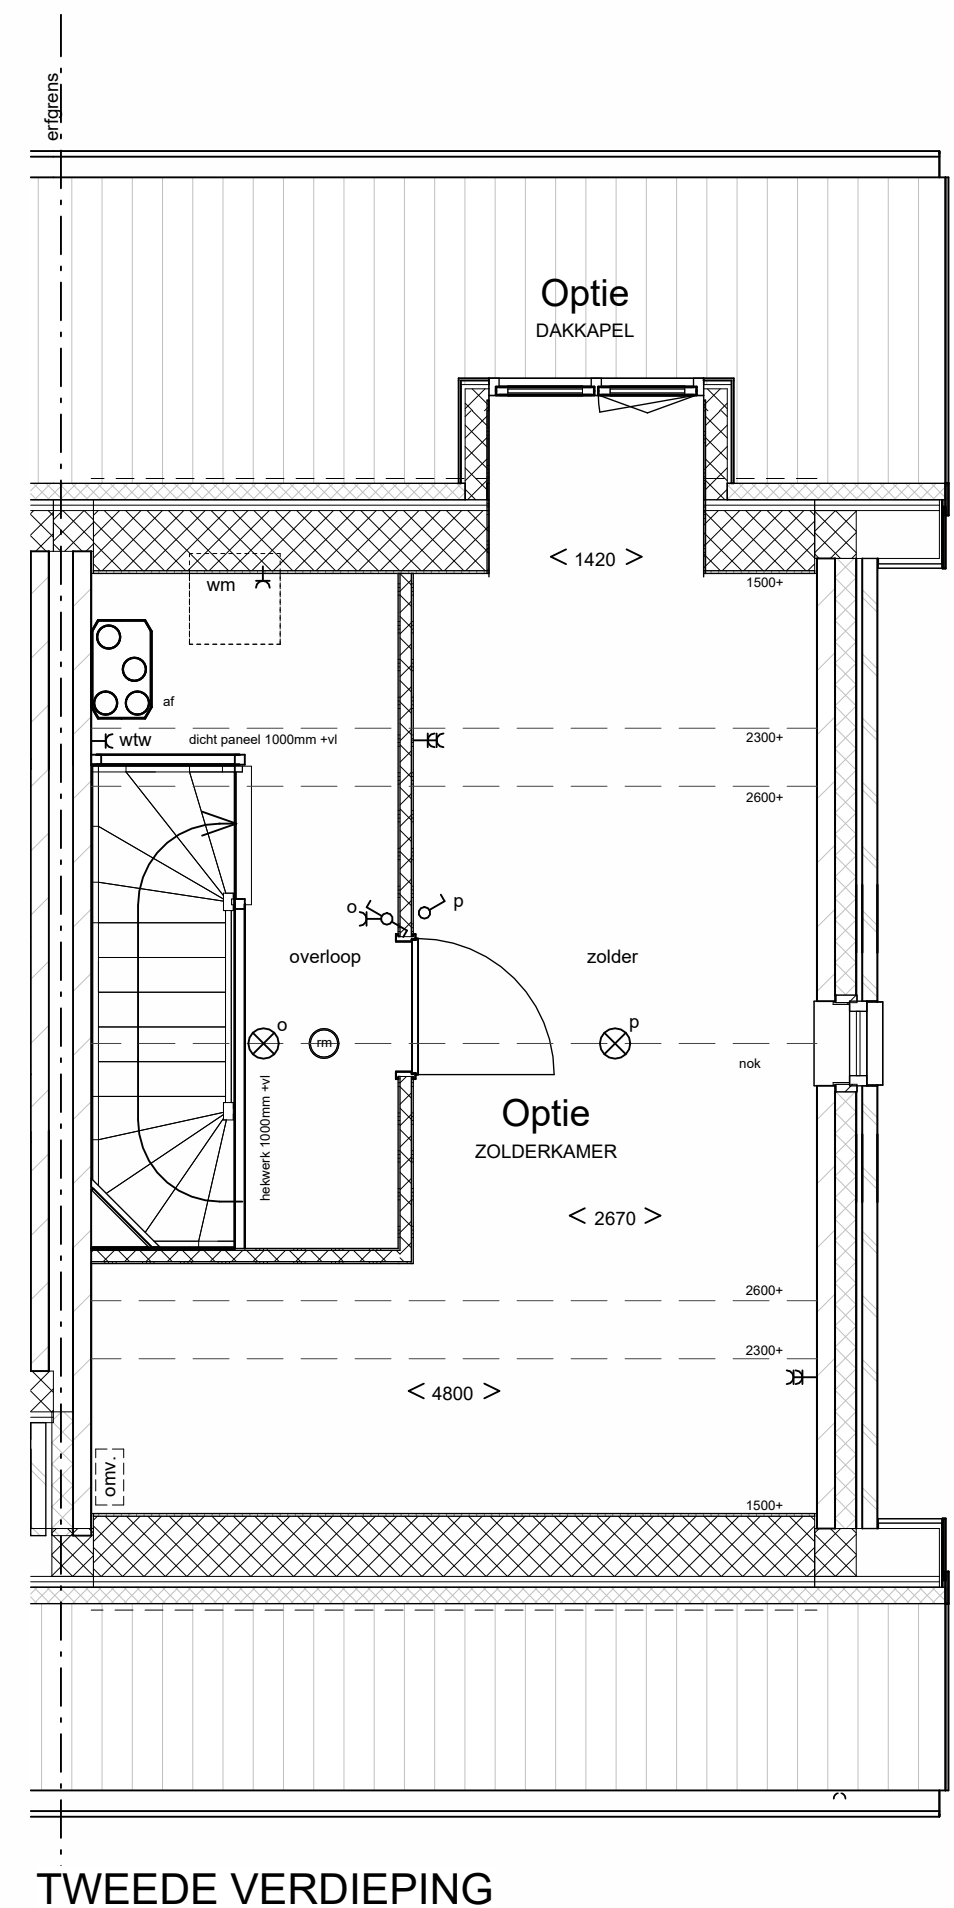 erfgrens
Optie
DAKKAPEL
< 1420 >
wm
1500+
af
wtw
dicht paneel 1000mm +vl
2300+
2600+
o
p
overloop
zolder
o
rm
p
nok
hekwerk 1000mm +vl
Optie
ZOLDERKAMER
< 2670 >
2600+
2300+
< 4800 >
omv.
1500+
TWEEDE VERDIEPING